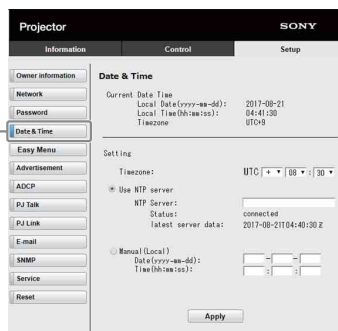 Projector
SONY
Information
Control
Setup
Owner information
Network
Password
Date & Time
Easy Menu
Advertisement
ADCP
PJ Talk
PJ Link
E-mail
SNMP
Service
Reset
Date & Time
Current Date Time
Local Date(yyyy-mm-dd): 2017-08-21
Local Time(hh:mm:ss): 04:41:30
Timezone UTC+9
Setting
Timezone: UTC + 08 : 30
Use NTP server
NTP Server:
Status: connected
latest server data: 2017-08-21T04:40:30Z
Manual(Local)
Date(yyyy-mm-dd): - -
Time(hh:mm:ss): : :
Apply